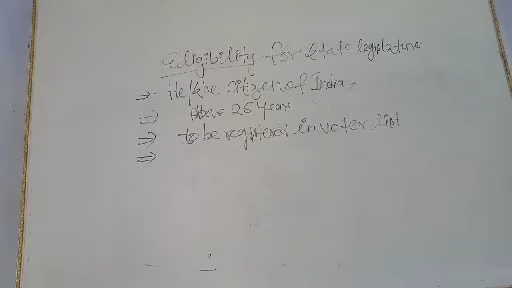 Eligibility for State legislature
→ He/she citizen of India,
⇒ Above 25 Years
⇒ to be registered in voter list
⇒